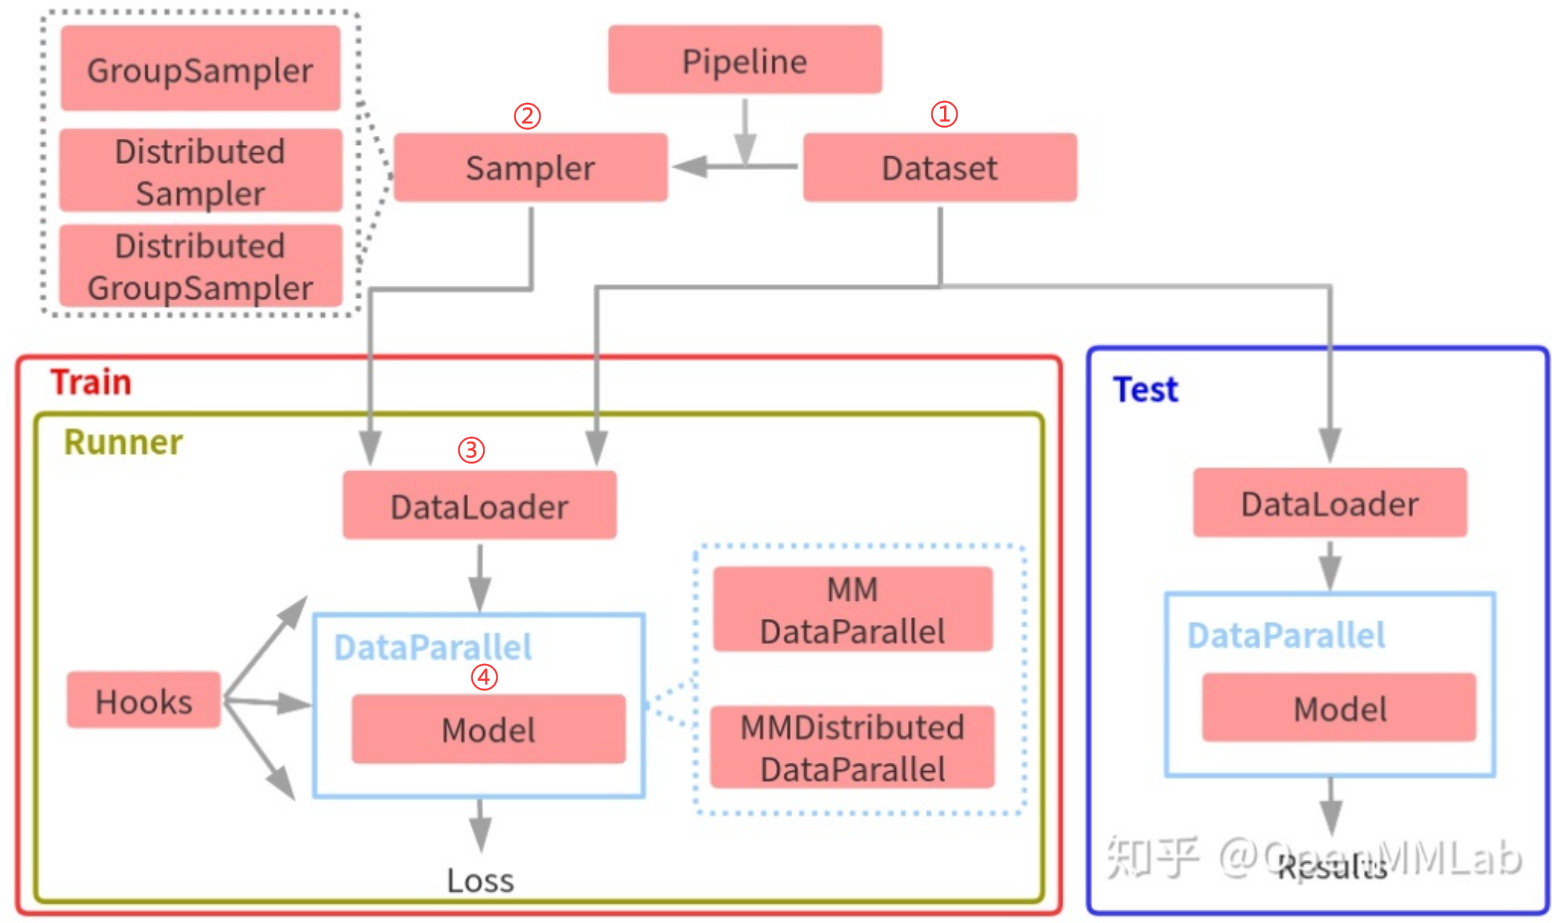 GroupSampler
Distributed
Sampler
Distributed
GroupSampler
Pipeline
②
Sampler
①
Dataset
Train
Runner
③
DataLoader
Hooks
DataParallel
④
Model
MM
DataParallel
MMDistributed
DataParallel
Loss
Test
DataLoader
DataParallel
Model
Results
知乎 @OpenMMLab